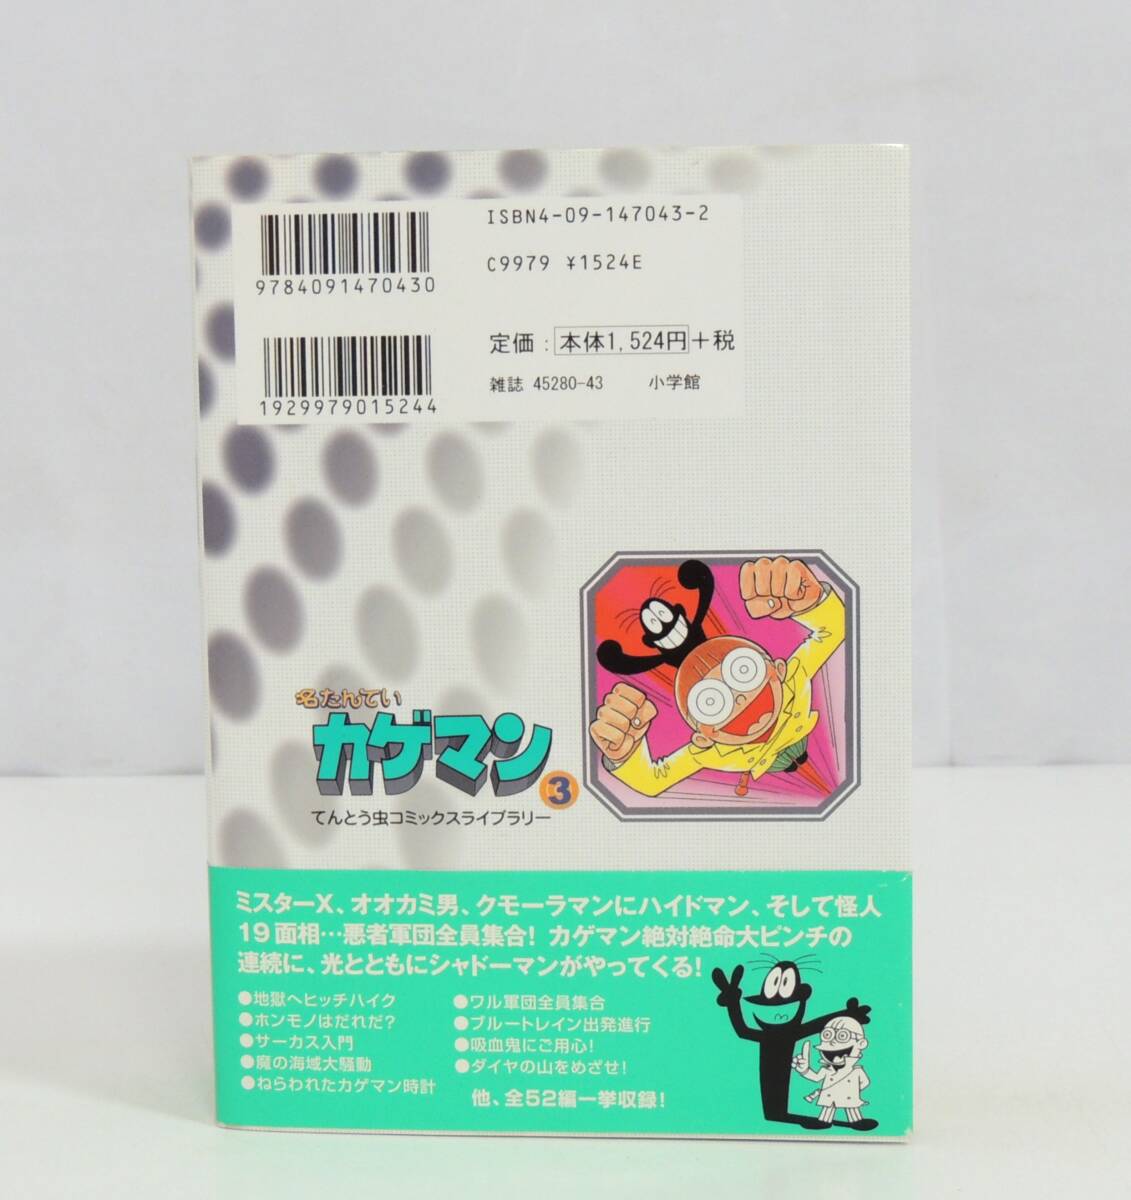 ISBN4-09-147043-2
9784091470430
C9979 ¥1524E
定価：本体1,524円+税
1929979015244
雑誌 45280-43 小学館
名たんてい
カゲマン
3
てんとう虫コミックスライブラリー
ミスターX、オオカミ男、クモーラマンにハイドマン、そして怪人
19面相…悪者軍団全員集合! カゲマン絶対絶命大ピンチの
連続に、光とともにシャドーマンがやってくる!
●地獄へヒッチハイク
●ホンモノはだれだ?
●サーカス入門
●魔の海域大騒動
●ねらわれたカゲマン時計
●ワル軍団全員集合
●ブルートレイン出発進行
●吸血鬼にご用心!
●ダイヤの山をめざせ!
他、全52編一挙収録!